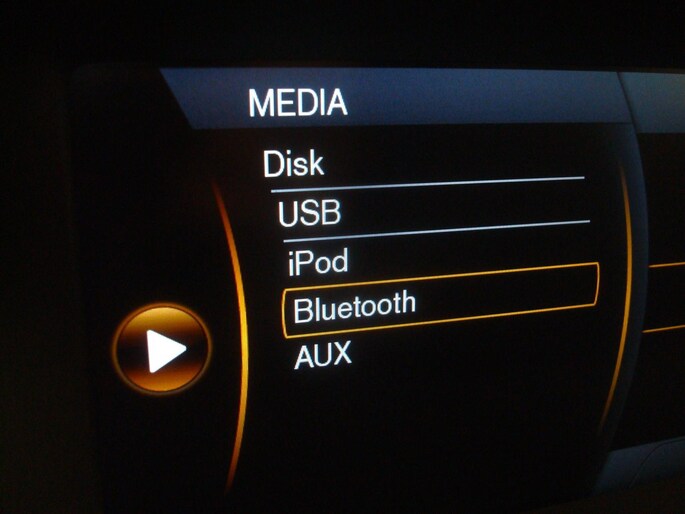 MEDIA
Disk
USB
iPod
Bluetooth
AUX